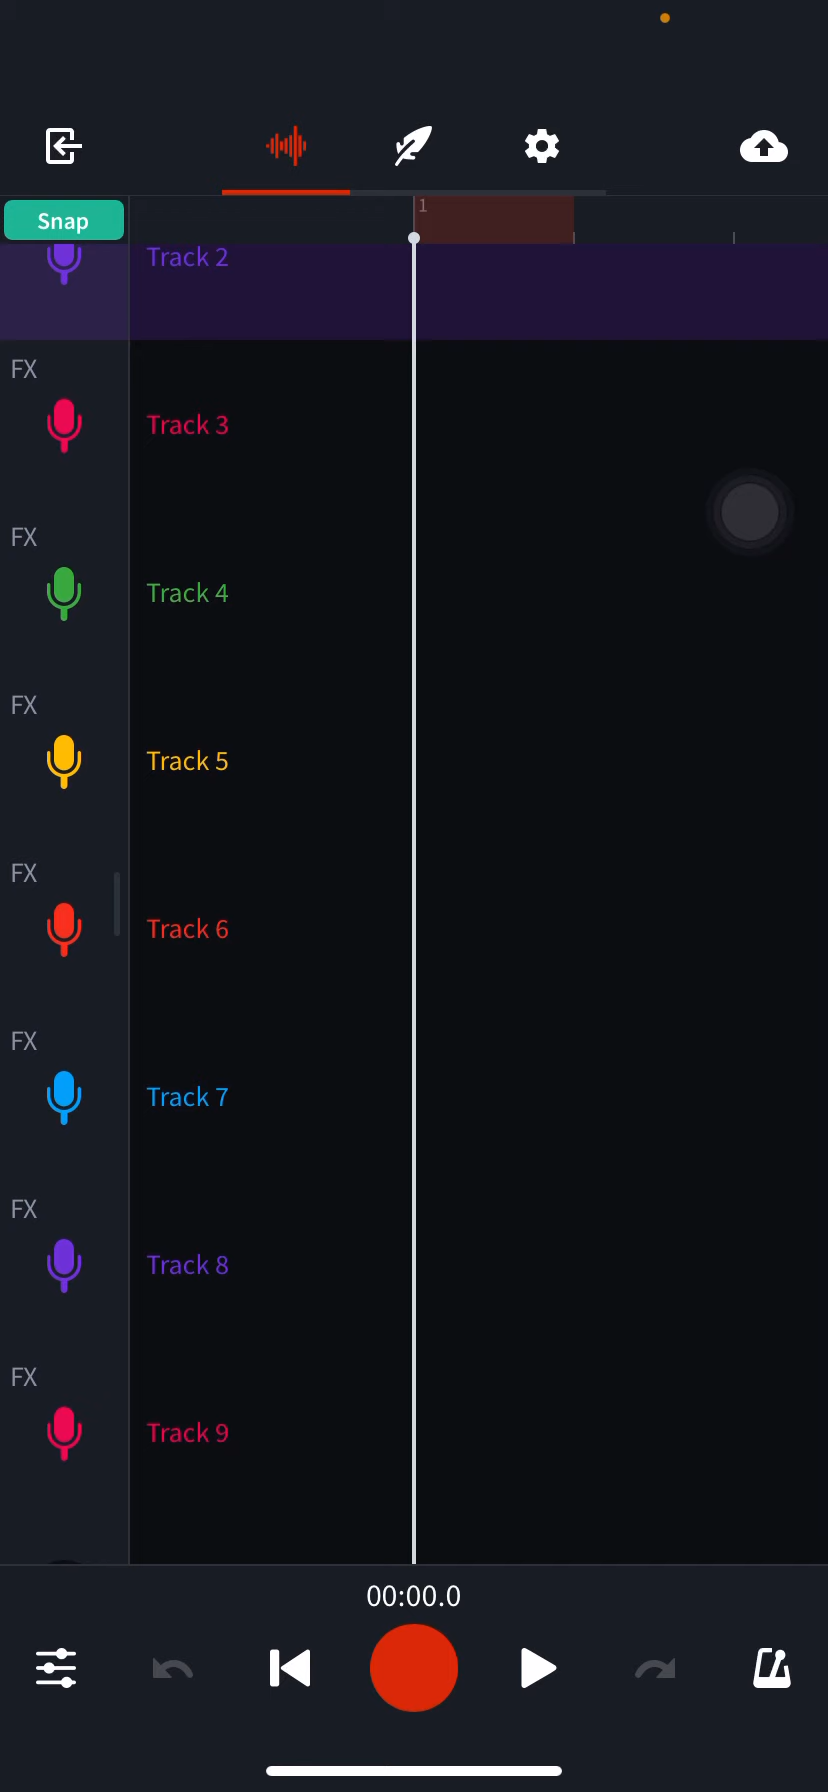 Snap
1
Track 2
FX
Track 3
FX
Track 4
FX
Track 5
FX
Track 6
FX
Track 7
FX
Track 8
FX
Track 9
00:00.0